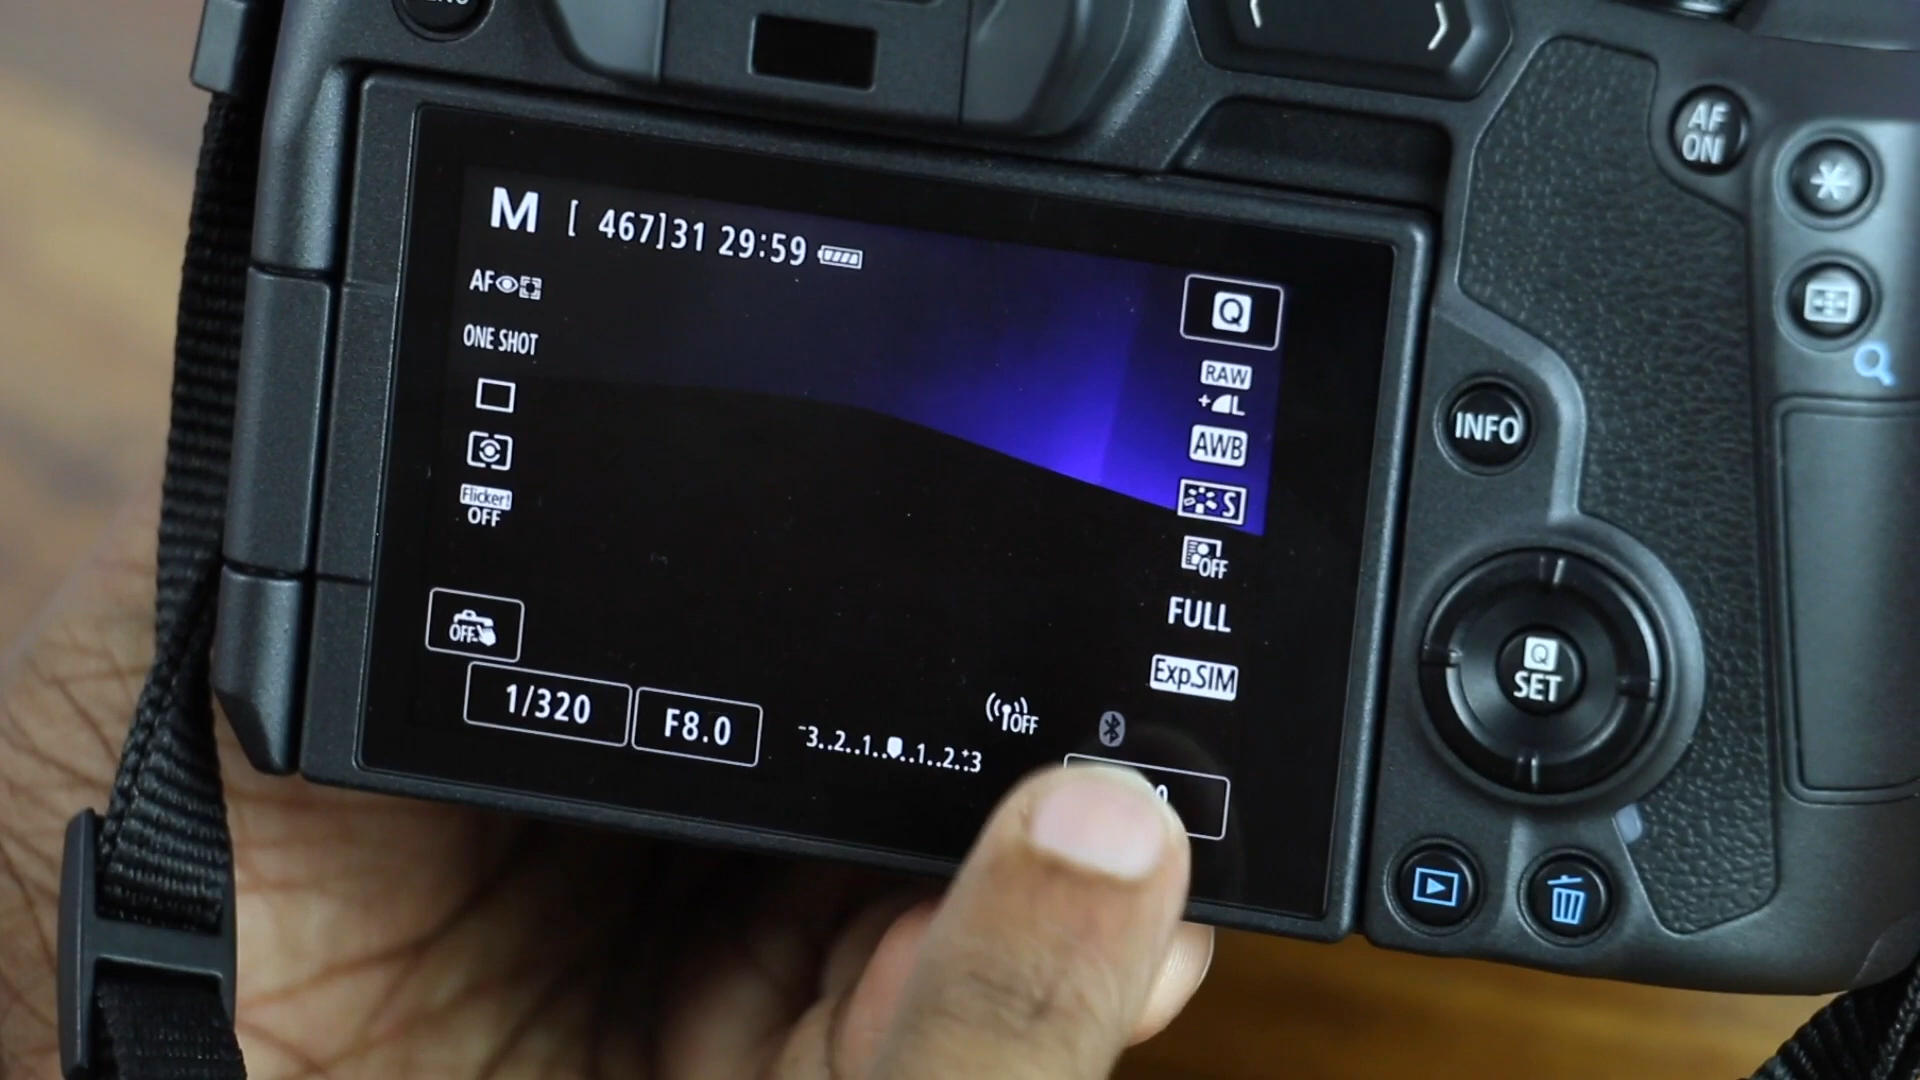 M [ 467]31 29:59
AF
ONE SHOT
Flicker!
OFF
OFF
1/320
F8.0
-3..2..1..0..1..2.:+3
OFF
Q
RAW
+ L
AWB
S
OFF
FULL
Exp.SIM
AF
ON
INFO
Q
SET